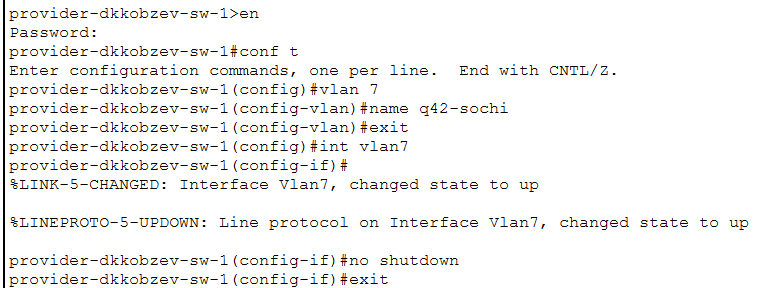 provider-dkkobzev-sw-1>en
Password:
provider-dkkobzev-sw-1#conf t
Enter configuration commands, one per line.  End with CNTL/Z.
provider-dkkobzev-sw-1(config)#vlan 7
provider-dkkobzev-sw-1(config-vlan)#name q42-sochi
provider-dkkobzev-sw-1(config-vlan)#exit
provider-dkkobzev-sw-1(config)#int vlan7
provider-dkkobzev-sw-1(config-if)#
%LINK-5-CHANGED: Interface Vlan7, changed state to up
%LINEPROTO-5-UPDOWN: Line protocol on Interface Vlan7, changed state to up
provider-dkkobzev-sw-1(config-if)#no shutdown
provider-dkkobzev-sw-1(config-if)#exit